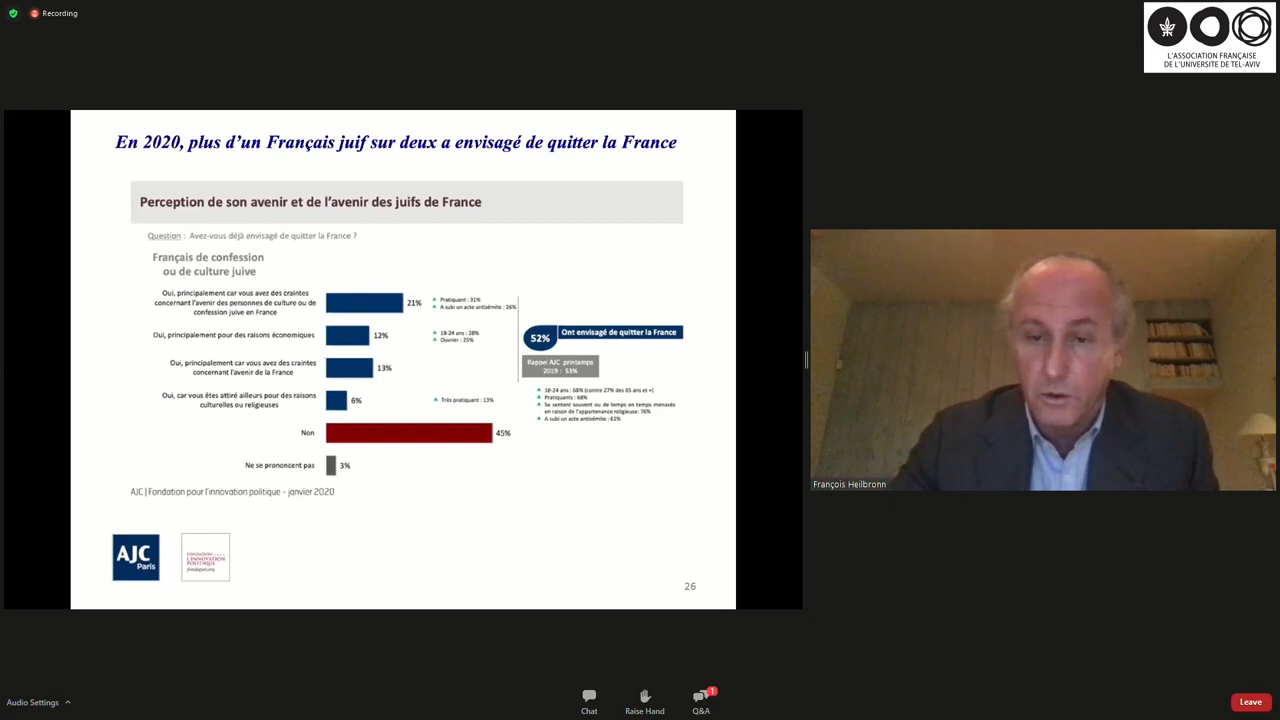 Recording
L'ASSOCIATION FRANÇAISE
DE L'UNIVERSITE DE TEL-AVIV
En 2020, plus d'un Français juif sur deux a envisagé de quitter la France
Perception de son avenir et de l'avenir des juifs de France
Question : Avez-vous déjà envisagé de quitter la France ?
Français de confession
ou de culture juive
Oui, principalement car vous avez des craintes
concernant l'avenir des personnes de culture ou de
confession juive en France
21%
Pratiquant : 31%
A subi un acte antisémite : 26%
Oui, principalement pour des raisons économiques
12%
18-24 ans : 28%
Ouvrier : 25%
52%
Ont envisagé de quitter la France
Rappel AJC printemps
2019 : 53%
Oui, principalement car vous avez des craintes
concernant l'avenir de la France
13%
Oui, car vous êtes attiré ailleurs pour des raisons
culturelles ou religieuses
6%
Très pratiquant : 13%
18-24 ans : 68% (contre 27% des 65 ans et +)
Pratiquants : 68%
Se sentent souvent ou de temps en temps menacés
en raison de l'appartenance religieuse: 76%
A subi un acte antisémite : 61%
Non
45%
Ne se prononcent pas
3%
AJC | Fondation pour l'innovation politique - janvier 2020
AJC
Paris
FONDATION POUR
L'INNOVATION
POLITIQUE
fondapol.org
26
François Heilbronn
Audio Settings
Chat
Raise Hand
Q&A
1
Leave